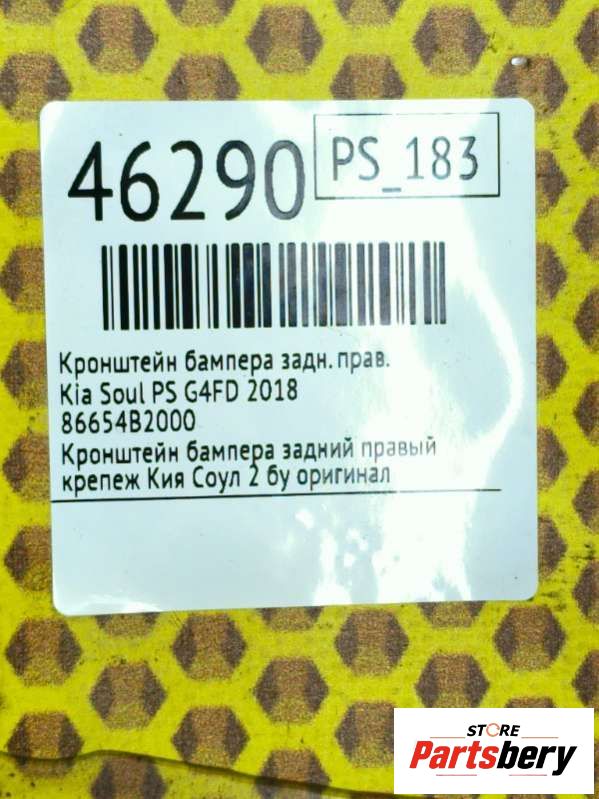 46290
PS_183
Кронштейн бампера задн. прав.
Kia Soul PS G4FD 2018
86654B2000
Кронштейн бампера задний правый
крепеж Кия Соул 2 бу оригинал
STORE
Partsbery